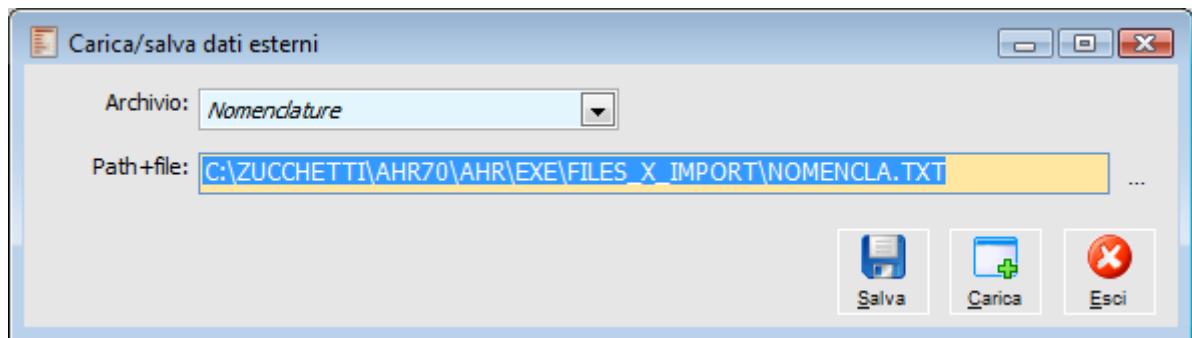 Carica/salva dati esterni
Archivio: Nomenclature
Path+file: C:\ZUCCHETTI\AHR70\AHR\EXE\FILES_X_IMPORT\NOMENCLA.TXT ...
Salva Carica Esci